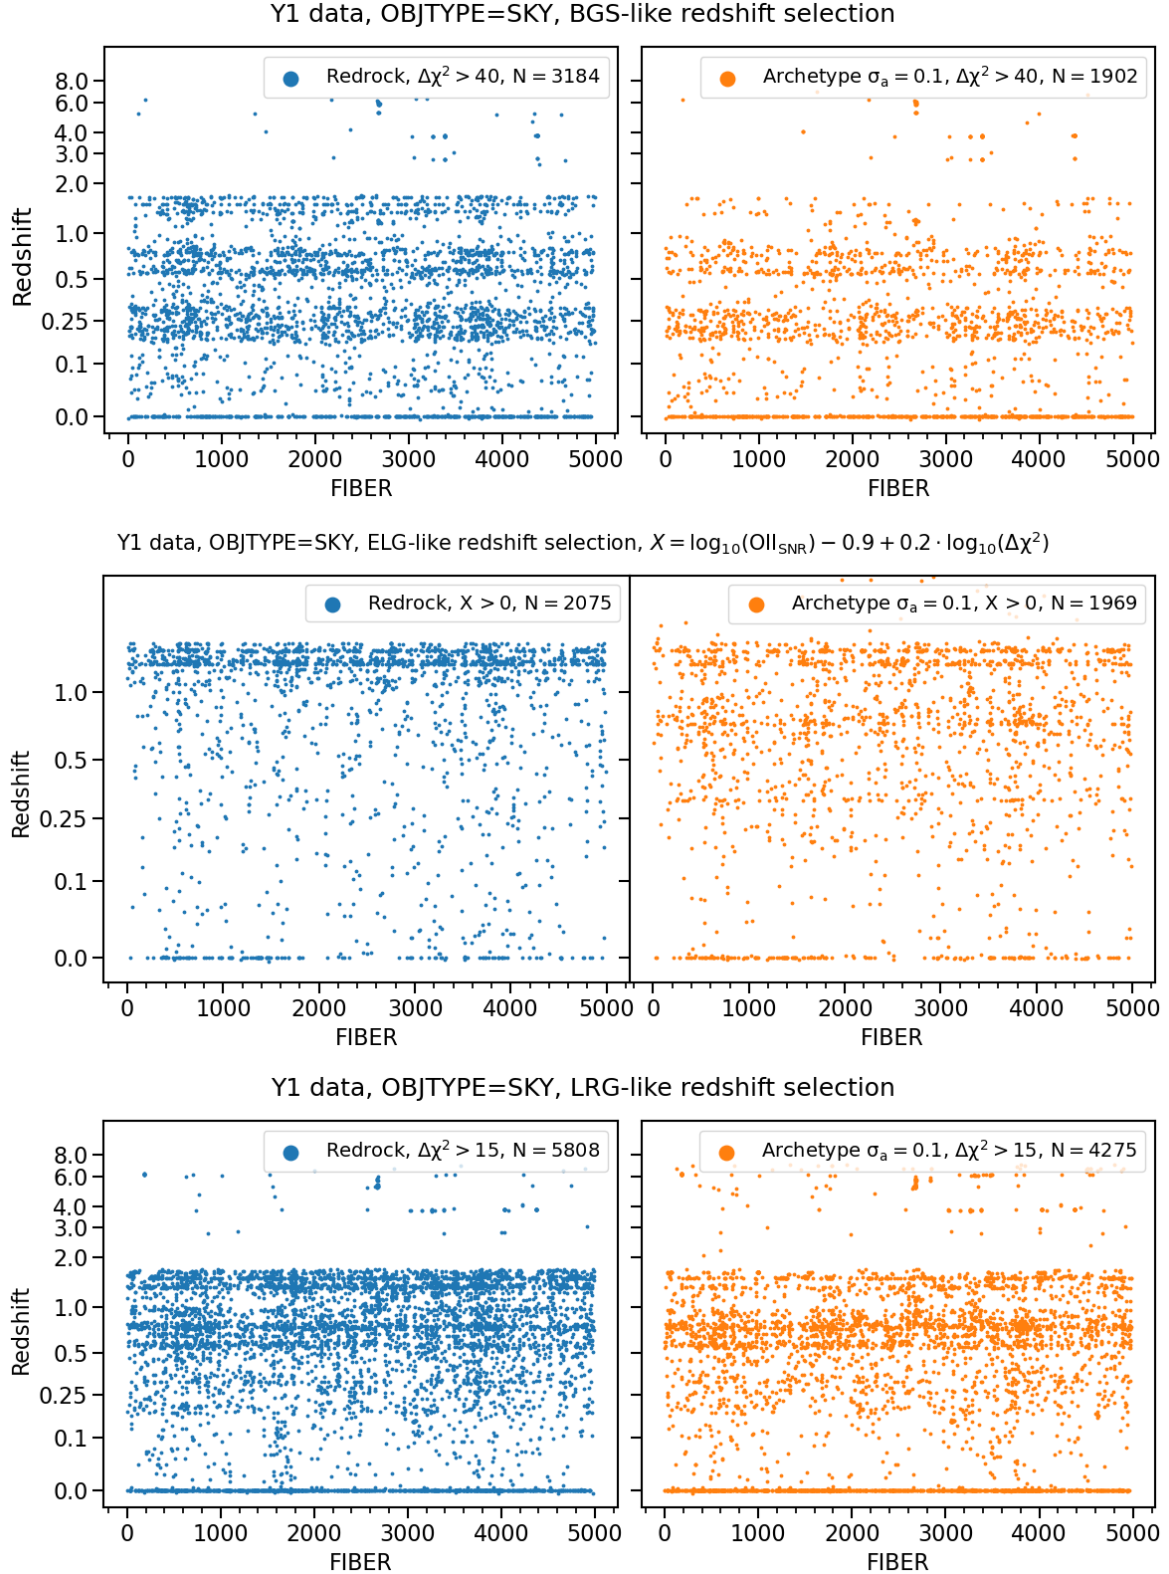 Y1 data, OBJTYPE=SKY, BGS-like redshift selection
Redrock, Δχ² > 40, N = 3184
Archetype σₐ = 0.1, Δχ² > 40, N = 1902
Redshift
8.0
6.0
4.0
3.0
2.0
1.0
0.5
0.25
0.1
0.0
0 1000 2000 3000 4000 5000
0 1000 2000 3000 4000 5000
FIBER
FIBER
Y1 data, OBJTYPE=SKY, ELG-like redshift selection, X = log₁₀(OII_SNR) − 0.9 + 0.2 · log₁₀(Δχ²)
Redrock, X > 0, N = 2075
Archetype σₐ = 0.1, X > 0, N = 1969
Redshift
1.0
0.5
0.25
0.1
0.0
0 1000 2000 3000 4000 5000
0 1000 2000 3000 4000 5000
FIBER
FIBER
Y1 data, OBJTYPE=SKY, LRG-like redshift selection
Redrock, Δχ² > 15, N = 5808
Archetype σₐ = 0.1, Δχ² > 15, N = 4275
Redshift
8.0
6.0
4.0
3.0
2.0
1.0
0.5
0.25
0.1
0.0
0 1000 2000 3000 4000 5000
0 1000 2000 3000 4000 5000
FIBER
FIBER